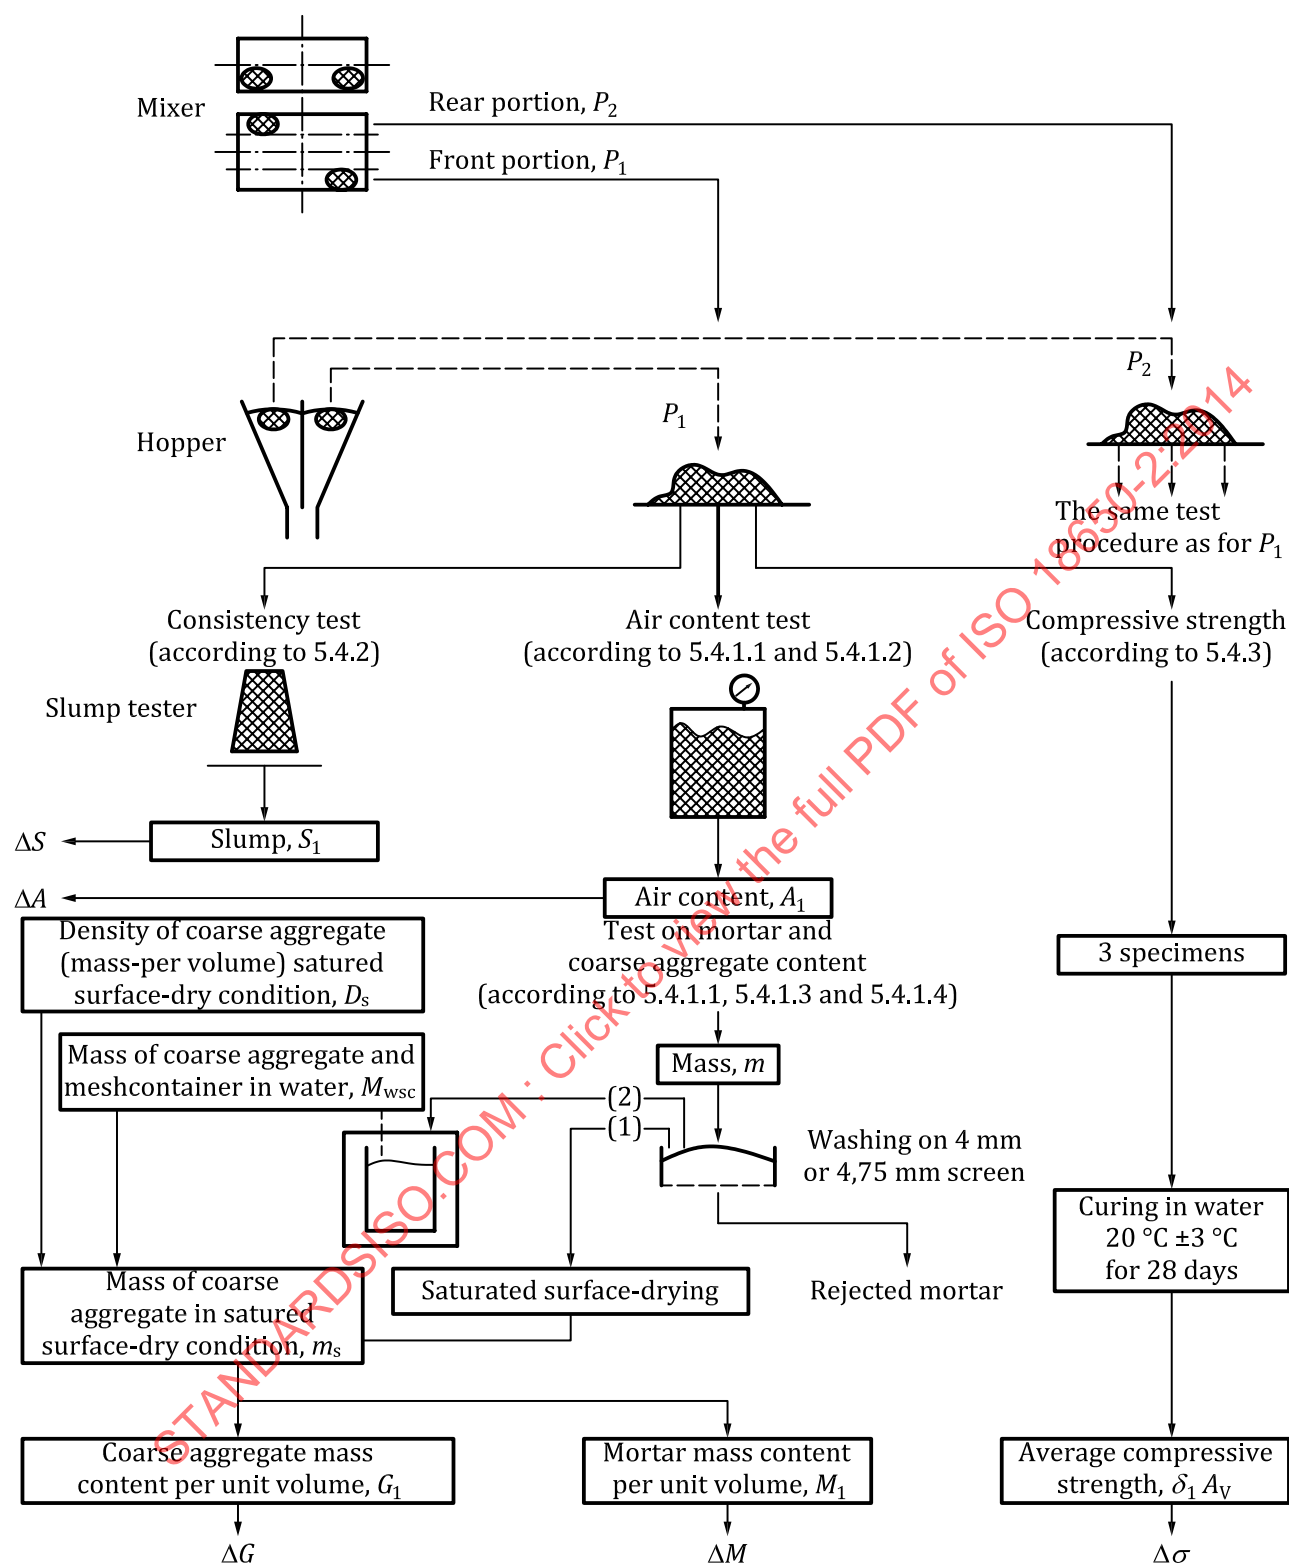 Mixer
Rear portion, P2
Front portion, P1
P2
P1
Hopper
The same test
procedure as for P1
Consistency test
(according to 5.4.2)
Air content test
(according to 5.4.1.1 and 5.4.1.2)
Compressive strength
(according to 5.4.3)
Slump tester
Slump, S1
ΔS
Air content, A1
ΔA
Density of coarse aggregate
(mass-per volume) satured
surface-dry condition, Ds
Test on mortar and
coarse aggregate content
(according to 5.4.1.1, 5.4.1.3 and 5.4.1.4)
3 specimens
Mass of coarse aggregate and
meshcontainer in water, Mwsc
Mass, m
(2)
(1)
Washing on 4 mm
or 4,75 mm screen
Curing in water
20 °C ±3 °C
for 28 days
Mass of coarse
aggregate in satured
surface-dry condition, ms
Saturated surface-drying
Rejected mortar
Coarse aggregate mass
content per unit volume, G1
Mortar mass content
per unit volume, M1
Average compressive
strength, δ1 AV
ΔG
ΔM
Δσ
STANDARDSISO.COM : Click to view the full PDF of ISO 18650-2:2014